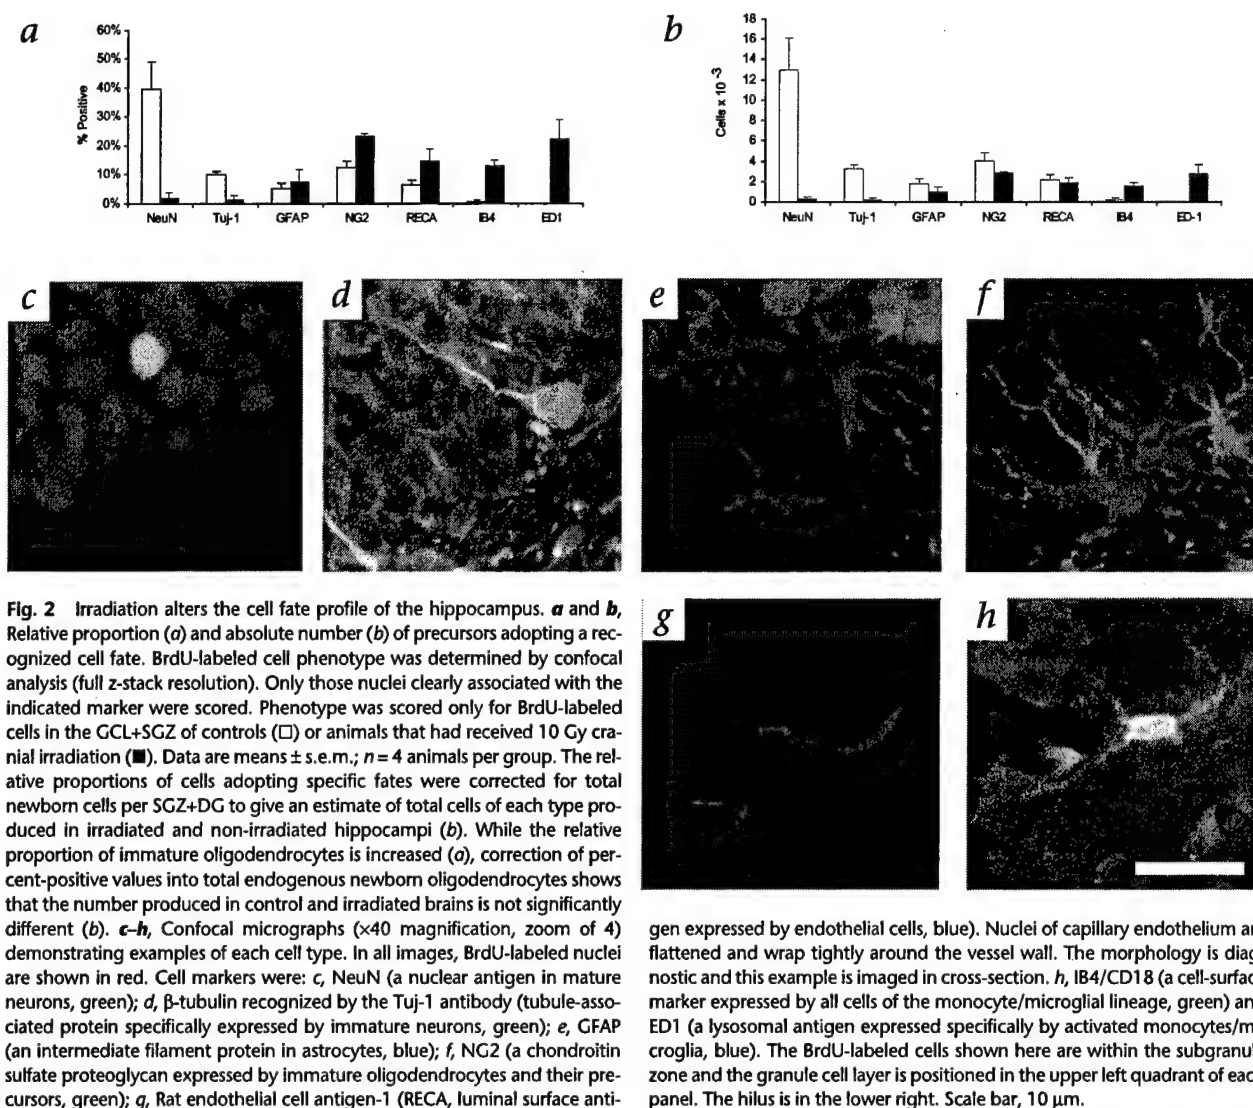 a
60%
50%
40%
30%
20%
10%
0%
% Positive
NeuN Tuj-1 GFAP NG2 RECA IB4 ED1
b
18
16
14
12
10
8
6
4
2
0
Cells x 10 -3
NeuN Tuj-1 GFAP NG2 RECA IB4 ED-1
c
d
e
f
g
h
Fig. 2 Irradiation alters the cell fate profile of the hippocampus. a and b,
Relative proportion (a) and absolute number (b) of precursors adopting a rec-
ognized cell fate. BrdU-labeled cell phenotype was determined by confocal
analysis (full z-stack resolution). Only those nuclei clearly associated with the
indicated marker were scored. Phenotype was scored only for BrdU-labeled
cells in the GCL+SGZ of controls (□) or animals that had received 10 Gy cra-
nial irradiation (■). Data are means ± s.e.m.; n = 4 animals per group. The rel-
ative proportions of cells adopting specific fates were corrected for total
newborn cells per SGZ+DG to give an estimate of total cells of each type pro-
duced in irradiated and non-irradiated hippocampi (b). While the relative
proportion of immature oligodendrocytes is increased (a), correction of per-
cent-positive values into total endogenous newborn oligodendrocytes shows
that the number produced in control and irradiated brains is not significantly
different (b). c–h, Confocal micrographs (×40 magnification, zoom of 4)
demonstrating examples of each cell type. In all images, BrdU-labeled nuclei
are shown in red. Cell markers were: c, NeuN (a nuclear antigen in mature
neurons, green); d, β-tubulin recognized by the Tuj-1 antibody (tubule-asso-
ciated protein specifically expressed by immature neurons, green); e, GFAP
(an intermediate filament protein in astrocytes, blue); f, NG2 (a chondroitin
sulfate proteoglycan expressed by immature oligodendrocytes and their pre-
cursors, green); g, Rat endothelial cell antigen-1 (RECA, luminal surface anti-
gen expressed by endothelial cells, blue). Nuclei of capillary endothelium ar
flattened and wrap tightly around the vessel wall. The morphology is diag
nostic and this example is imaged in cross-section. h, IB4/CD18 (a cell-surfac
marker expressed by all cells of the monocyte/microglial lineage, green) an
ED1 (a lysosomal antigen expressed specifically by activated monocytes/m
croglia, blue). The BrdU-labeled cells shown here are within the subgranul
zone and the granule cell layer is positioned in the upper left quadrant of eac
panel. The hilus is in the lower right. Scale bar, 10 μm.